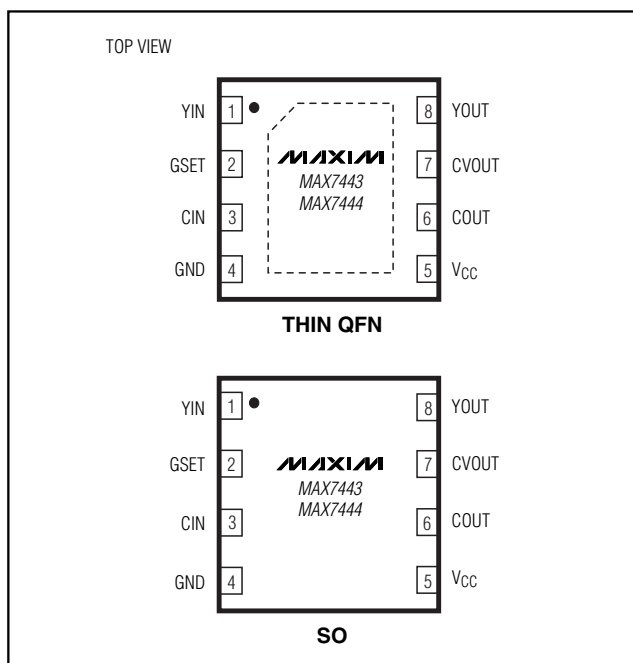 TOP VIEW
YIN 1 8 YOUT
GSET 2 MAXIM 7 CVOUT
MAX7443
MAX7444
CIN 3 6 COUT
GND 4 5 VCC
THIN QFN
YIN 1 8 YOUT
GSET 2 MAXIM 7 CVOUT
MAX7443
MAX7444
CIN 3 6 COUT
GND 4 5 VCC
SO